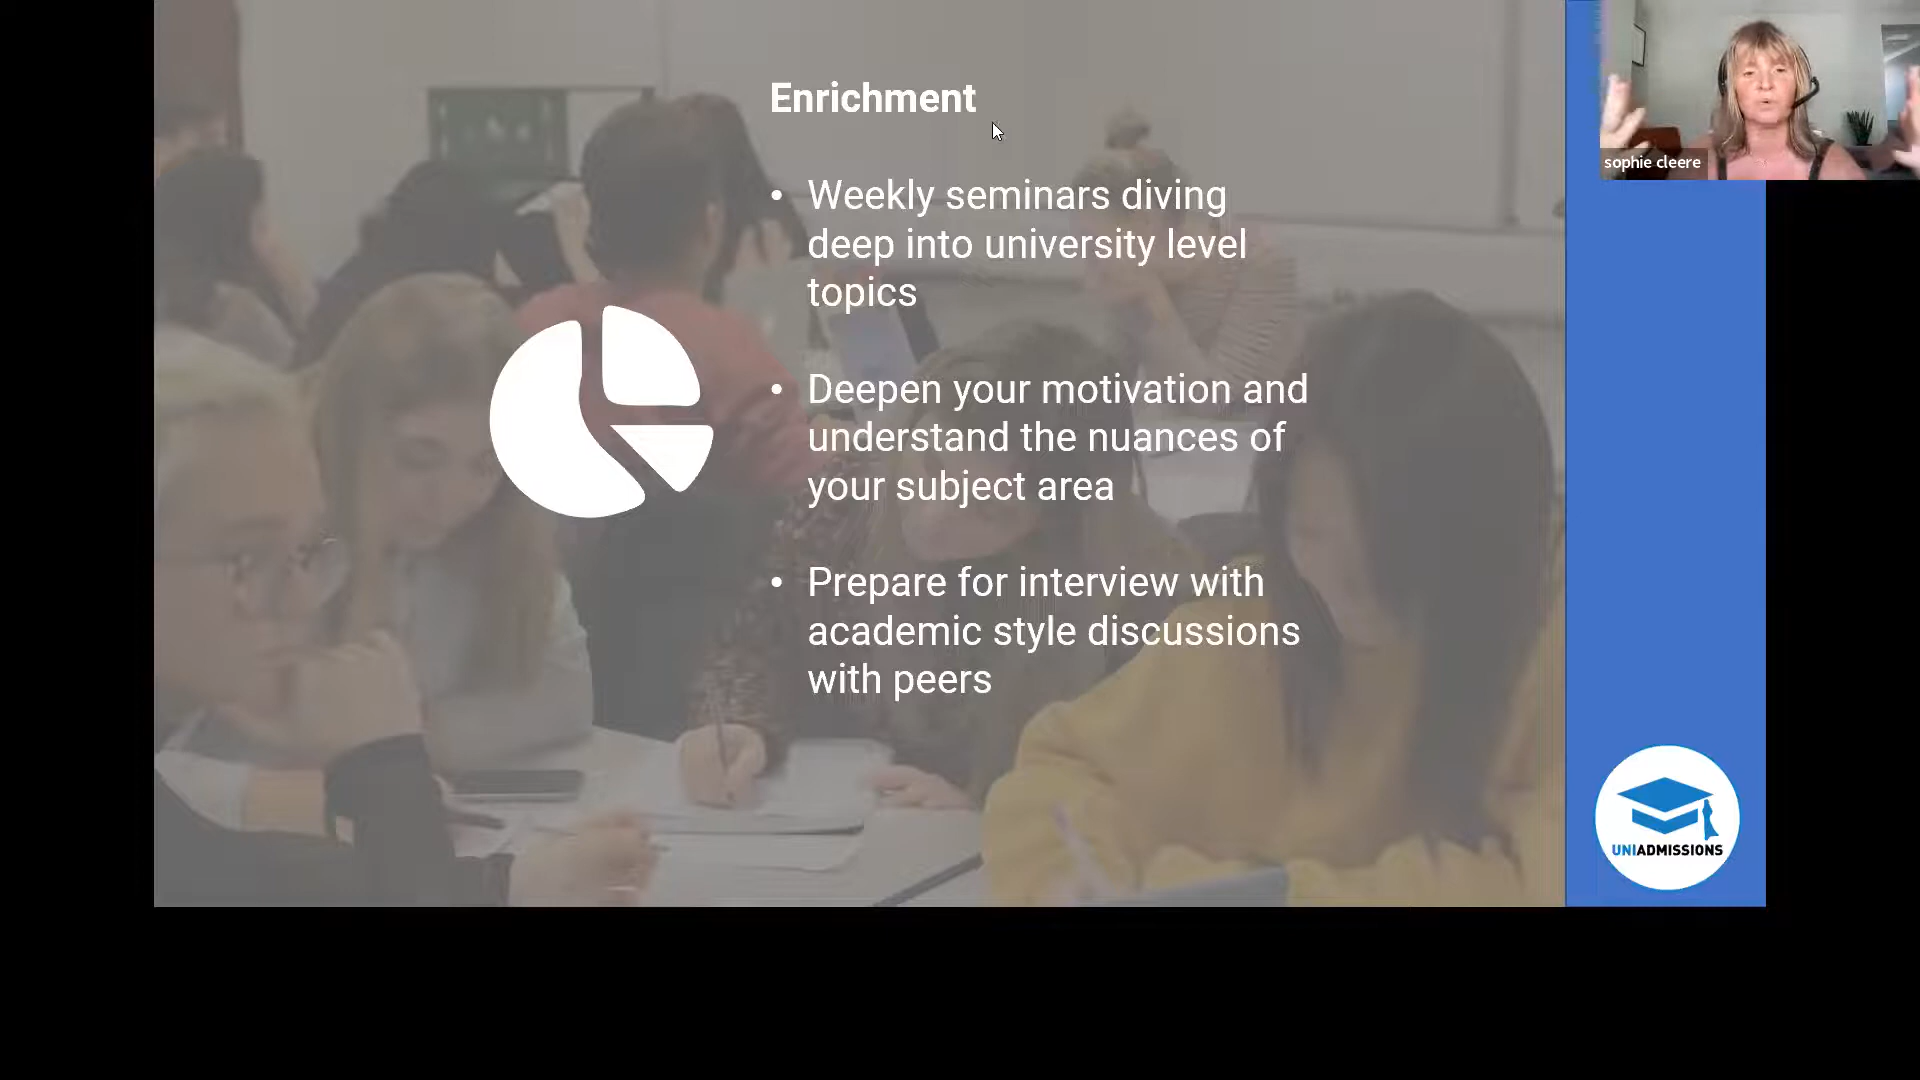 Enrichment
sophie cleere
• Weekly seminars diving
deep into university level
topics
• Deepen your motivation and
understand the nuances of
your subject area
• Prepare for interview with
academic style discussions
with peers
UNIADMISSIONS